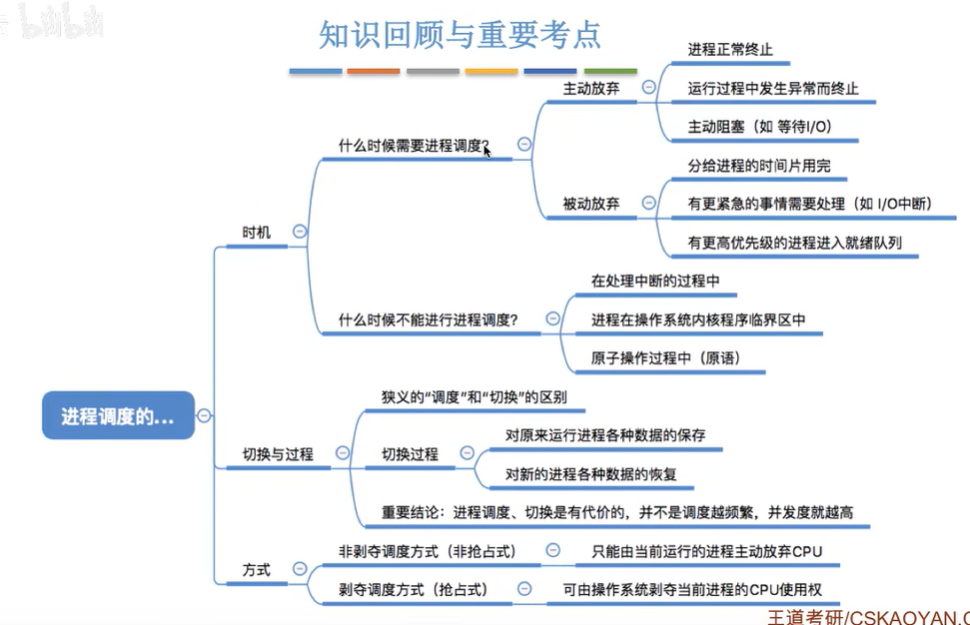 bilibili
知识回顾与重要考点
进程调度的...
时机
什么时候需要进程调度?
主动放弃
进程正常终止
运行过程中发生异常而终止
主动阻塞（如 等待I/O）
被动放弃
分给进程的时间片用完
有更紧急的事情需要处理（如 I/O中断）
有更高优先级的进程进入就绪队列
什么时候不能进行进程调度?
在处理中断的过程中
进程在操作系统内核程序临界区中
原子操作过程中（原语）
切换与过程
狭义的“调度”和“切换”的区别
切换过程
对原来运行进程各种数据的保存
对新的进程各种数据的恢复
重要结论：进程调度、切换是有代价的，并不是调度越频繁，并发度就越高
方式
非剥夺调度方式（非抢占式）
只能由当前运行的进程主动放弃CPU
剥夺调度方式（抢占式）
可由操作系统剥夺当前进程的CPU使用权
王道考研/CSKAOYAN.C